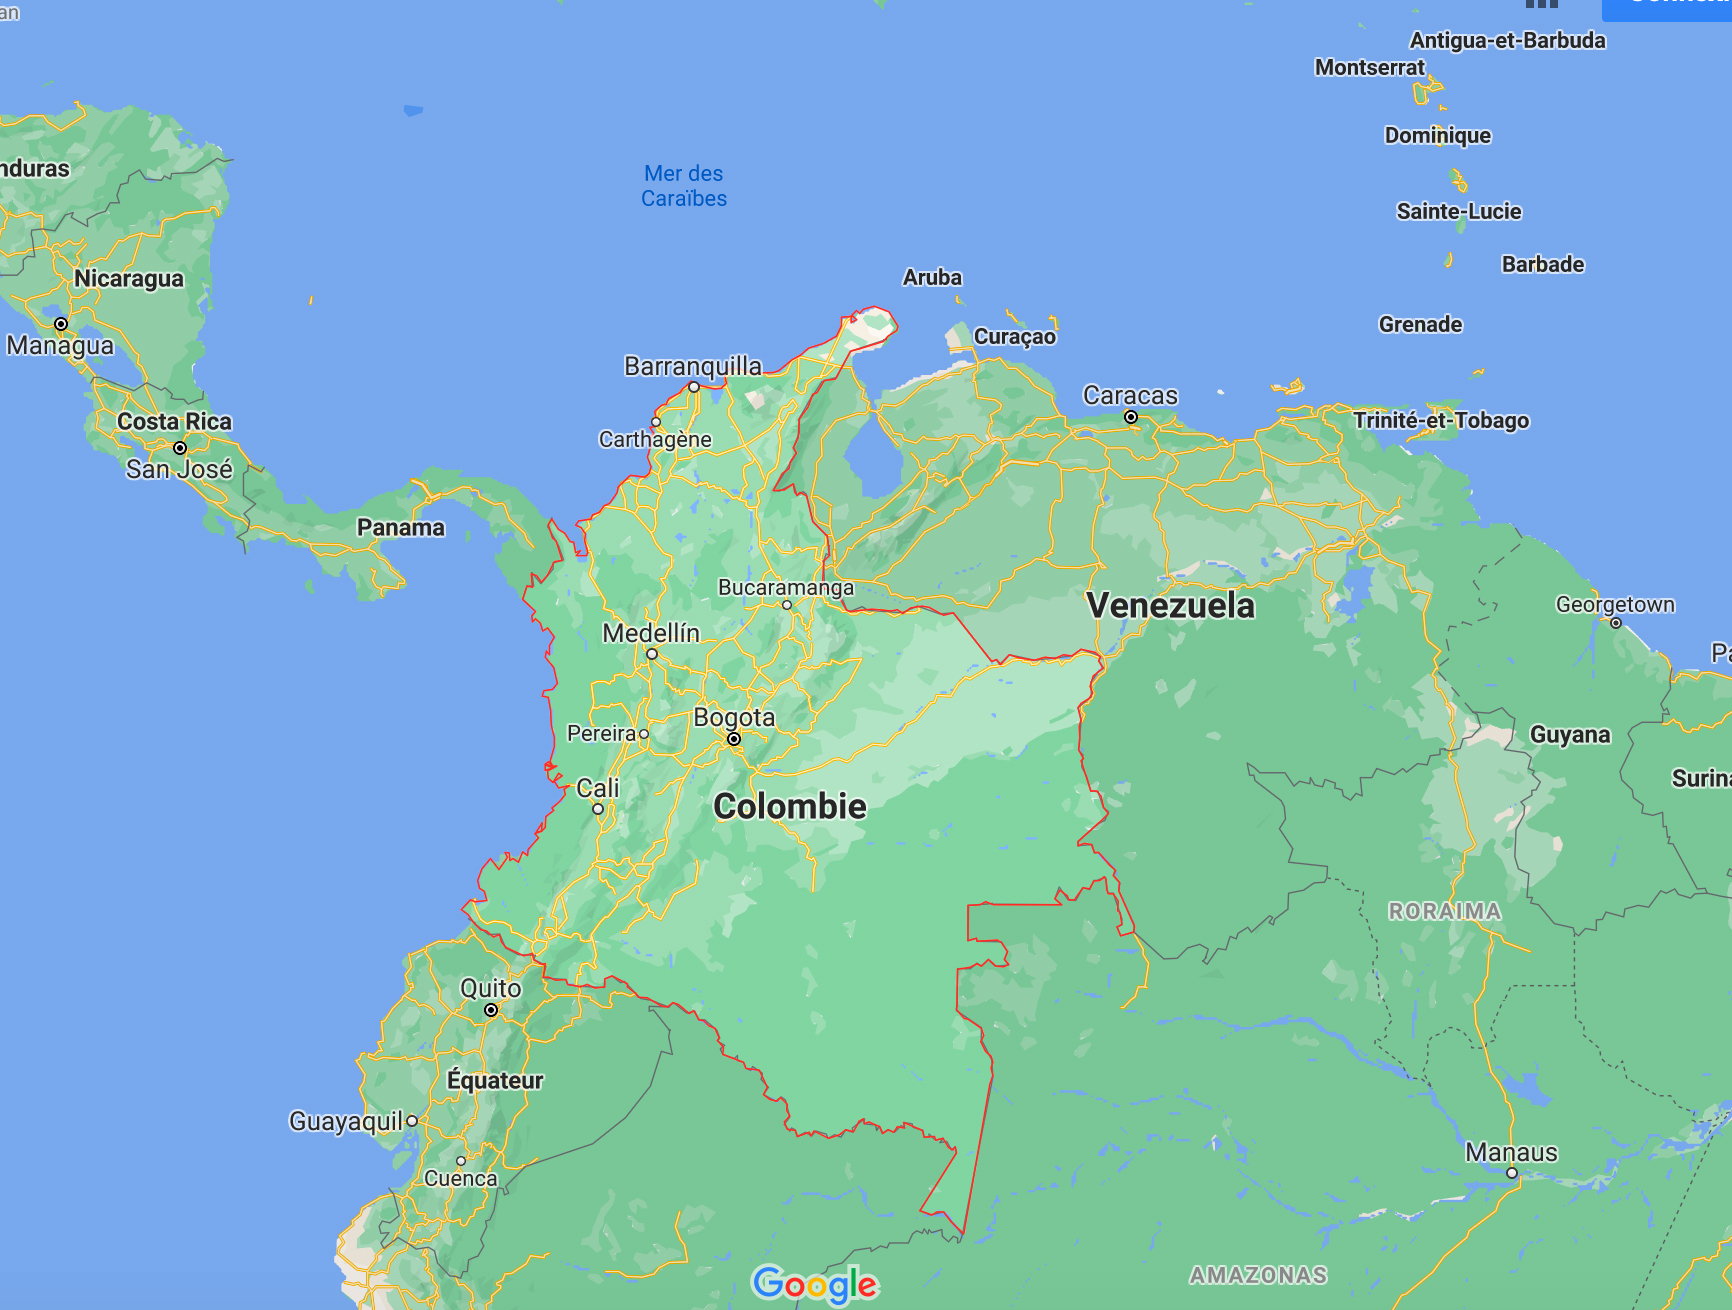 Antigua-et-Barbuda
Montserrat
Dominique
nduras
Mer des
Caraïbes
Sainte-Lucie
Barbade
Nicaragua
Aruba
Grenade
Managua
Curaçao
Barranquilla
Caracas
Costa Rica
Carthagène
Trinité-et-Tobago
San José
Panama
Bucaramanga
Venezuela
Georgetown
Medellín
Pa
Bogota
Pereira
Guyana
Surina
Cali
Colombie
RORAIMA
Quito
Équateur
Guayaquil
Manaus
Cuenca
AMAZONAS
Google